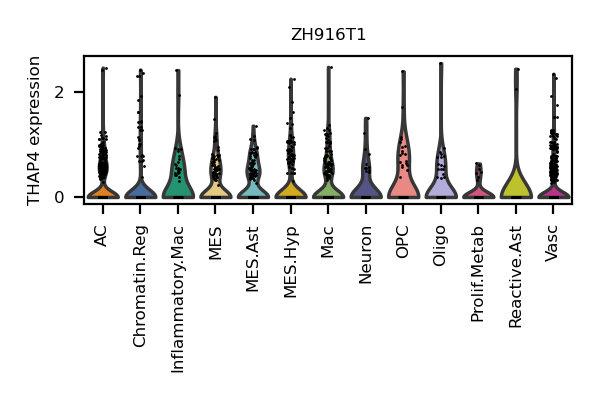 ZH916T1
THAP4 expression
2
0
AC
Chromatin.Reg
Inflammatory.Mac
MES
MES.Ast
MES.Hyp
Mac
Neuron
OPC
Oligo
Prolif.Metab
Reactive.Ast
Vasc